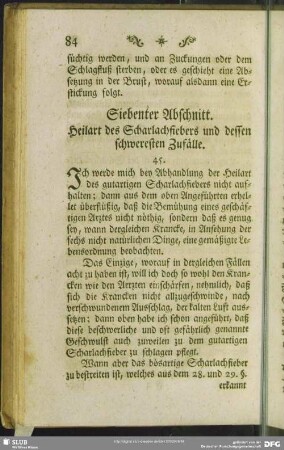 84
süchtig werden, und an Zuckungen oder dem
Schlagfluß sterben, oder es geschieht eine Ab-
setzung in der Brust, worauf alsdann eine Er-
stickung folgt.
Siebenter Abschnitt.
Heilart des Scharlachfiebers und dessen
schweresten Zufälle.
45.
Ich werde mich bey Abhandlung der Heilart
des gutartigen Scharlachfiebers nicht auf-
halten; dann aus dem oben Angeführten erhel-
let überflüßig, daß die Bemühung eines geschäf-
tigen Arztes nicht nöthig, sondern daß es genug
sey, wann dergleichen Krancke, in Ansehung der
sechs nicht natürlichen Dinge, eine gemäßigte Le-
bensordnung beobachten.
Das Einzige, worauf in dergleichen Fällen
acht zu haben ist, will ich doch so wohl den Kran-
cken wie den Aerzten einschärfen, nehmlich, daß
sich die Krancken nicht allzugeschwinde, nach
verschwundenem Ausschlag, der kalten Luft aus-
setzen; dann oben habe ich schon angeführt, daß
diese beschwerliche und oft gefährlich genannte
Geschwulst auch zuweilen zu dem gutartigen
Scharlachfieber zu schlagen pflegt.
Wann aber das bösartige Scharlachfieber
zu bestreiten ist, welches aus dem 28. und 29. §.
erkannt
SLUB
DFG